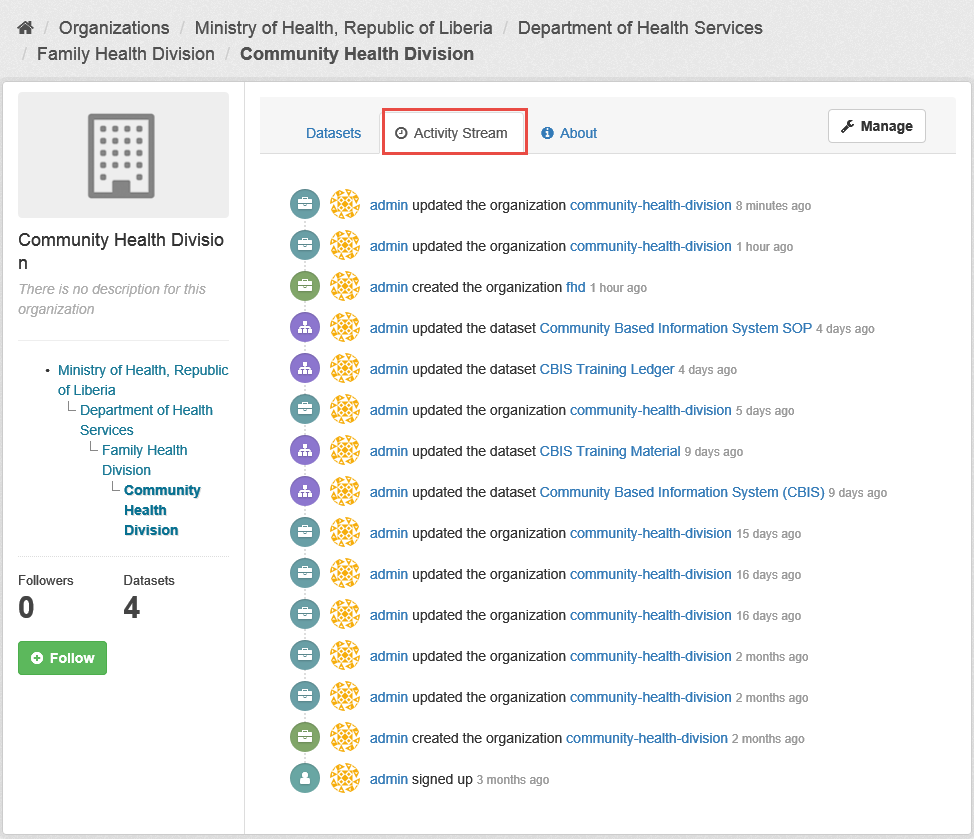 / Organizations / Ministry of Health, Republic of Liberia / Department of Health Services
/ Family Health Division / Community Health Division
Community Health Divisio
n
There is no description for this
organization
• Ministry of Health, Republic
of Liberia
Department of Health
Services
Family Health
Division
Community
Health
Division
Followers Datasets
0 4
Follow
Datasets Activity Stream About Manage
admin updated the organization community-health-division 8 minutes ago
admin updated the organization community-health-division 1 hour ago
admin created the organization fhd 1 hour ago
admin updated the dataset Community Based Information System SOP 4 days ago
admin updated the dataset CBIS Training Ledger 4 days ago
admin updated the organization community-health-division 5 days ago
admin updated the dataset CBIS Training Material 9 days ago
admin updated the dataset Community Based Information System (CBIS) 9 days ago
admin updated the organization community-health-division 15 days ago
admin updated the organization community-health-division 16 days ago
admin updated the organization community-health-division 16 days ago
admin updated the organization community-health-division 2 months ago
admin updated the organization community-health-division 2 months ago
admin created the organization community-health-division 2 months ago
admin signed up 3 months ago